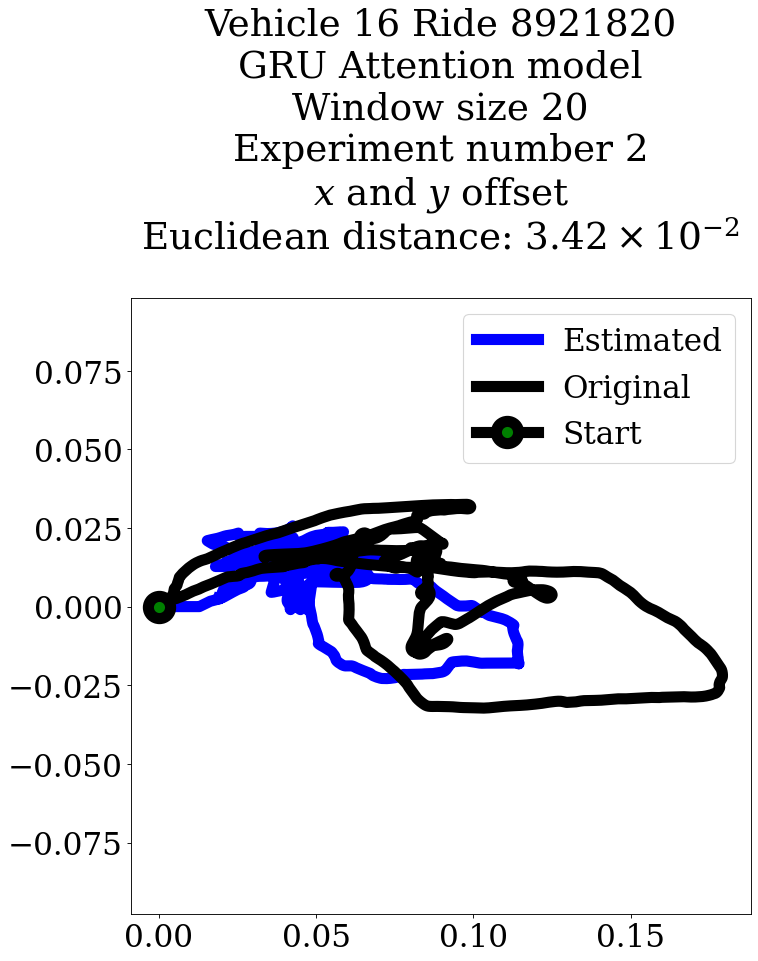 Vehicle 16 Ride 8921820
GRU Attention model
Window size 20
Experiment number 2
x and y offset
Euclidean distance: 3.42 × 10⁻²
Estimated
Original
Start
0.075
0.050
0.025
0.000
−0.025
−0.050
−0.075
0.00 0.05 0.10 0.15